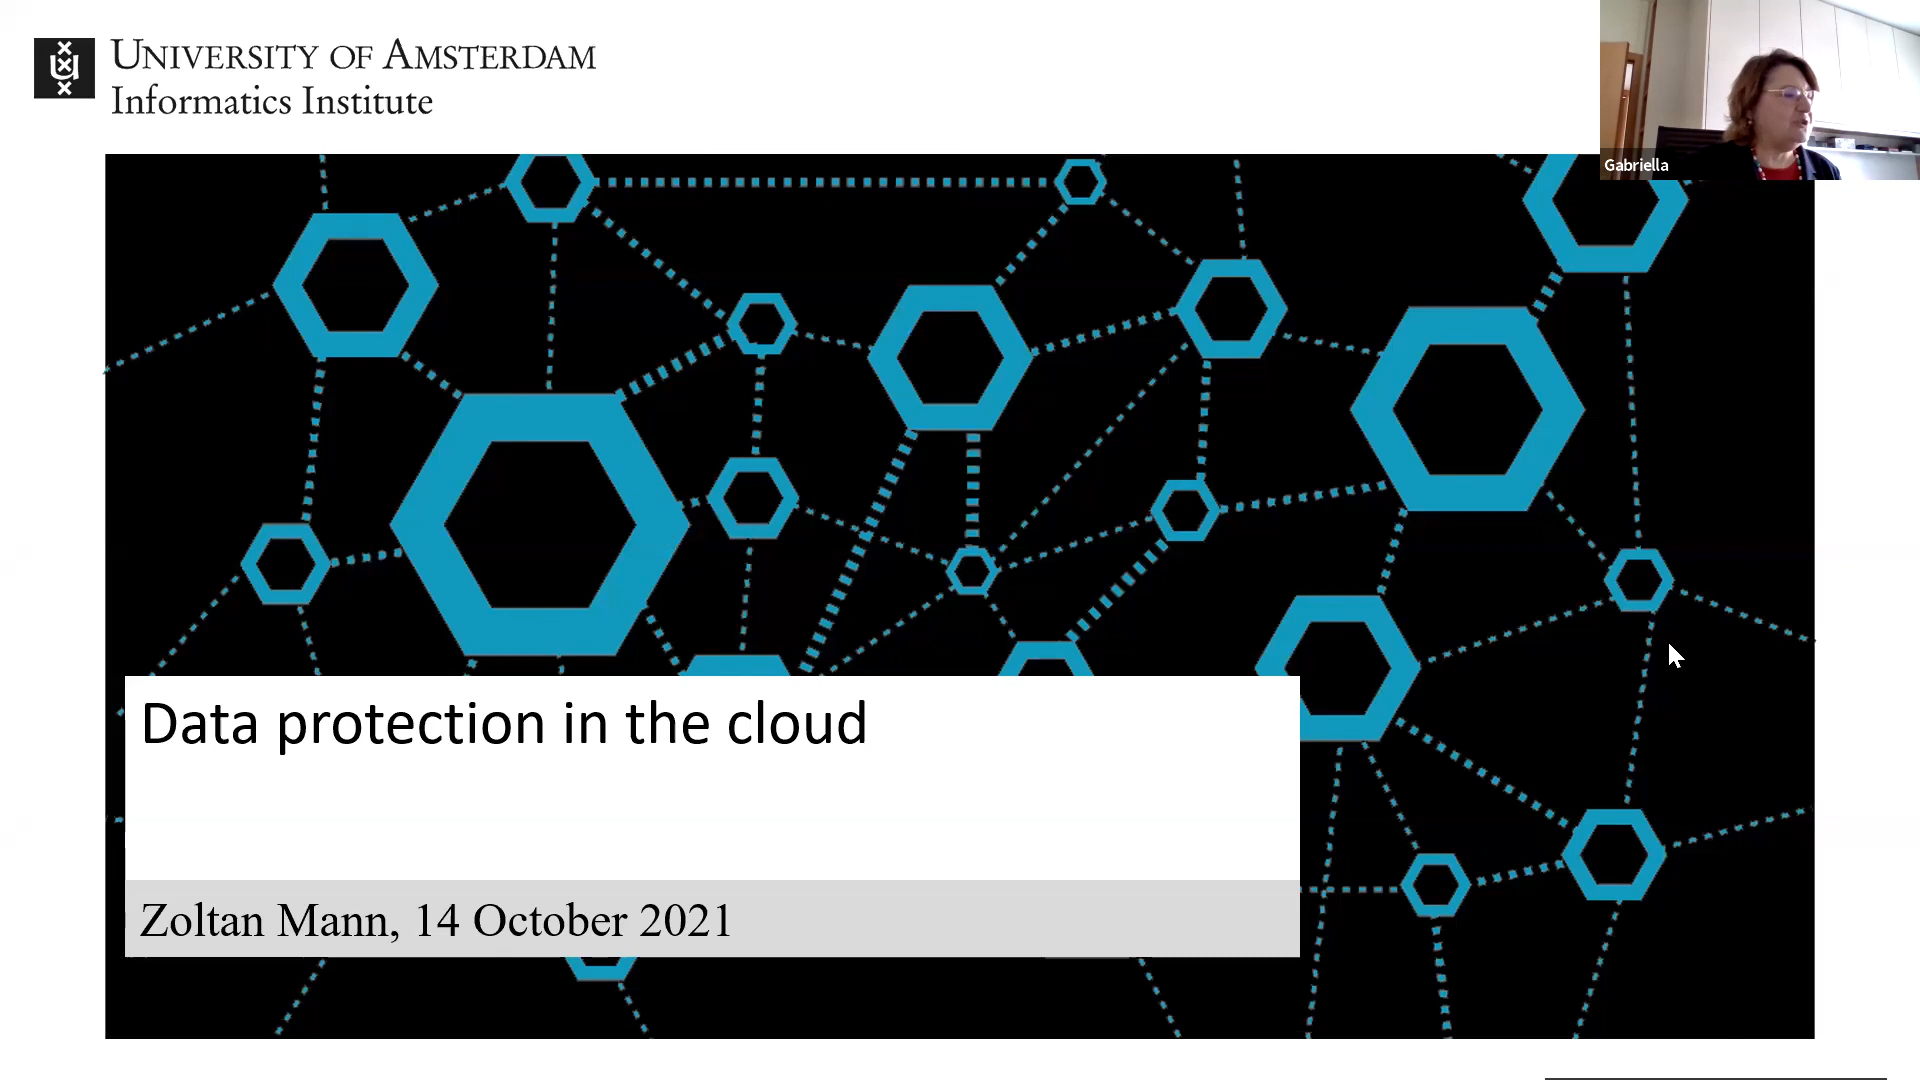 UNIVERSITY OF AMSTERDAM
Informatics Institute
Gabriella
Data protection in the cloud
Zoltan Mann, 14 October 2021